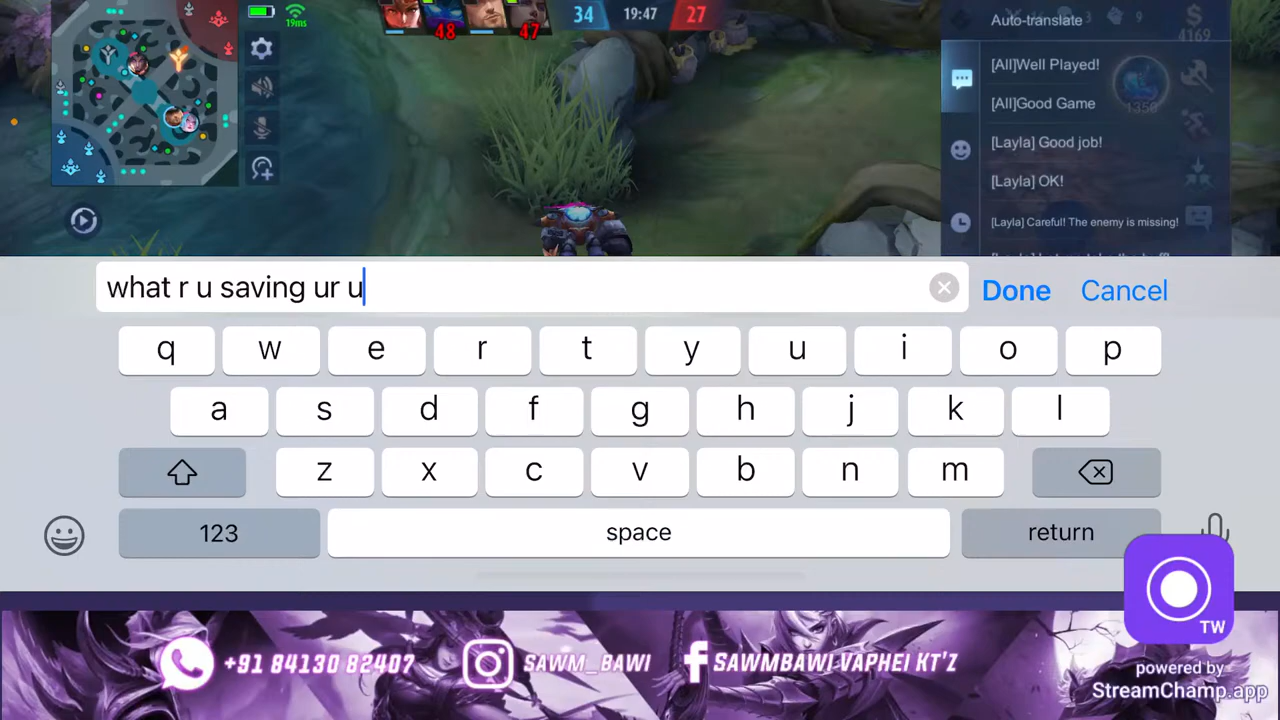 19ms
48
47
34
19:47
27
Auto-translate
4169
[All]Well Played!
[All]Good Game
1358
[Layla] Good job!
[Layla] OK!
[Layla] Careful! The enemy is missing!
what r u saving ur u
Done
Cancel
q w e r t y u i o p
a s d f g h j k l
z x c v b n m
123
space
return
TW
+91 84130 82407
SAWM_BAWI
SAWMBAWI VAPHEI KT'Z
powered by
StreamChamp.app